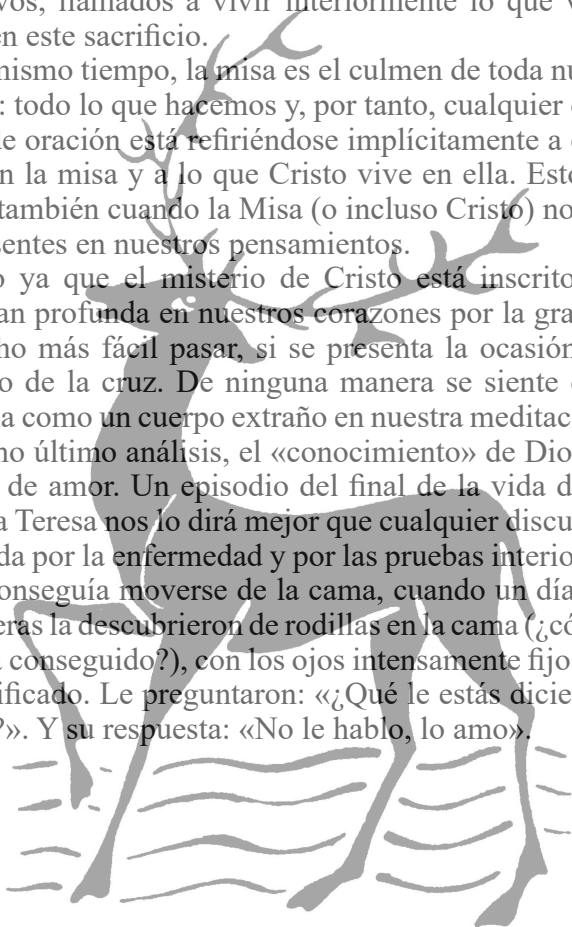 vos, llamados a vivir interiormente lo que v
en este sacrificio.
mismo tiempo, la misa es el culmen de toda nu
: todo lo que hacemos y, por tanto, cualquier
de oración está refiriéndose implícitamente a
n la misa y a lo que Cristo vive en ella. Esto
también cuando la Misa (o incluso Cristo) no
sentes en nuestros pensamientos.
o ya que el misterio de Cristo está inscrito
an profunda en nuestros corazones por la gra
ho más fácil pasar, si se presenta la ocasión
o de la cruz. De ninguna manera se siente
a como un cuerpo extraño en nuestra meditac
no último análisis, el «conocimiento» de Dio
de amor. Un episodio del final de la vida d
a Teresa nos lo dirá mejor que cualquier discu
da por la enfermedad y por las pruebas interio
onseguía moverse de la cama, cuando un día
eras la descubrieron de rodillas en la cama (¿có
a conseguido?), con los ojos intensamente fijo
ificado. Le preguntaron: «¿Qué le estás dicie
?». Y su respuesta: «No le hablo, lo amo».